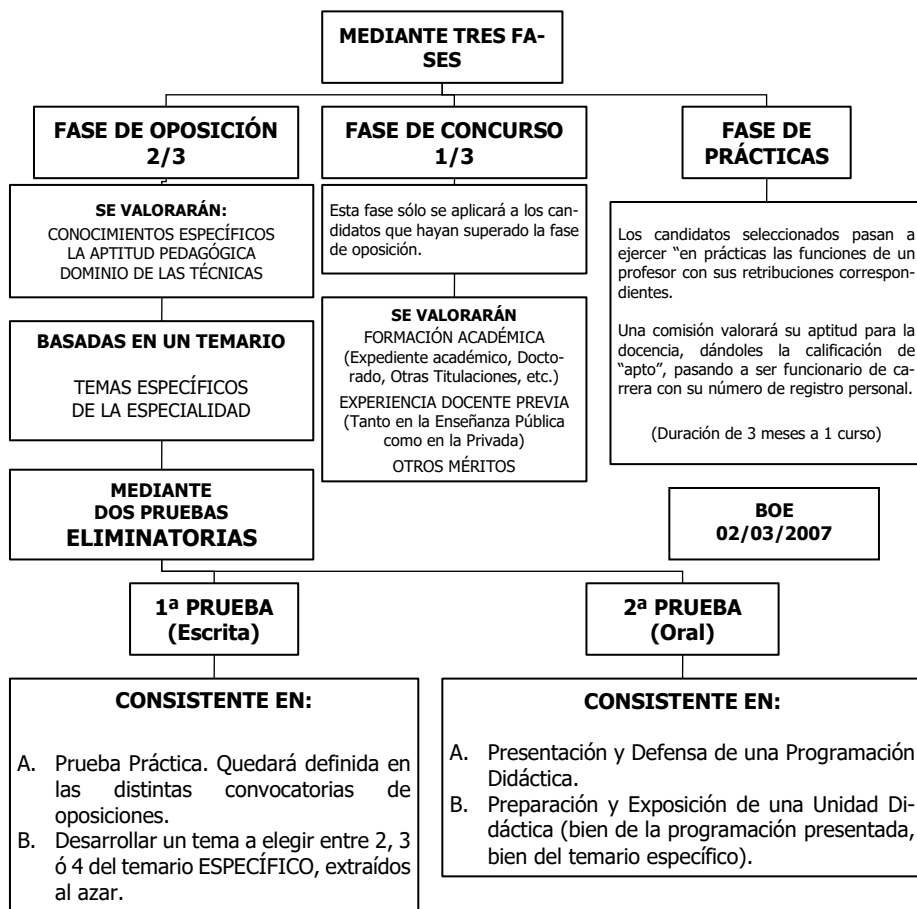 MEDIANTE TRES FA-
SES
FASE DE OPOSICIÓN
2/3
SE VALORARÁN:
CONOCIMIENTOS ESPECÍFICOS
LA APTITUD PEDAGÓGICA
DOMINIO DE LAS TÉCNICAS
BASADAS EN UN TEMARIO
TEMAS ESPECÍFICOS
DE LA ESPECIALIDAD
MEDIANTE
DOS PRUEBAS
ELIMINATORIAS
FASE DE CONCURSO
1/3
Esta fase sólo se aplicará a los can-
didatos que hayan superado la fase
de oposición.
SE VALORARÁN
FORMACIÓN ACADÉMICA
(Expediente académico, Docto-
rado, Otras Titulaciones, etc.)
EXPERIENCIA DOCENTE PREVIA
(Tanto en la Enseñanza Pública
como en la Privada)
OTROS MÉRITOS
FASE DE
PRÁCTICAS
Los candidatos seleccionados pasan a
ejercer “en prácticas las funciones de un
profesor con sus retribuciones correspon-
dientes.
Una comisión valorará su aptitud para la
docencia, dándoles la calificación de
“apto”, pasando a ser funcionario de ca-
rrera con su número de registro personal.
(Duración de 3 meses a 1 curso)
BOE
02/03/2007
1ª PRUEBA
(Escrita)
CONSISTENTE EN:
A. Prueba Práctica. Quedará definida en
las distintas convocatorias de
oposiciones.
B. Desarrollar un tema a elegir entre 2, 3
ó 4 del temario ESPECÍFICO, extraídos
al azar.
2ª PRUEBA
(Oral)
CONSISTENTE EN:
A. Presentación y Defensa de una Programación
Didáctica.
B. Preparación y Exposición de una Unidad Di-
dáctica (bien de la programación presentada,
bien del temario específico).